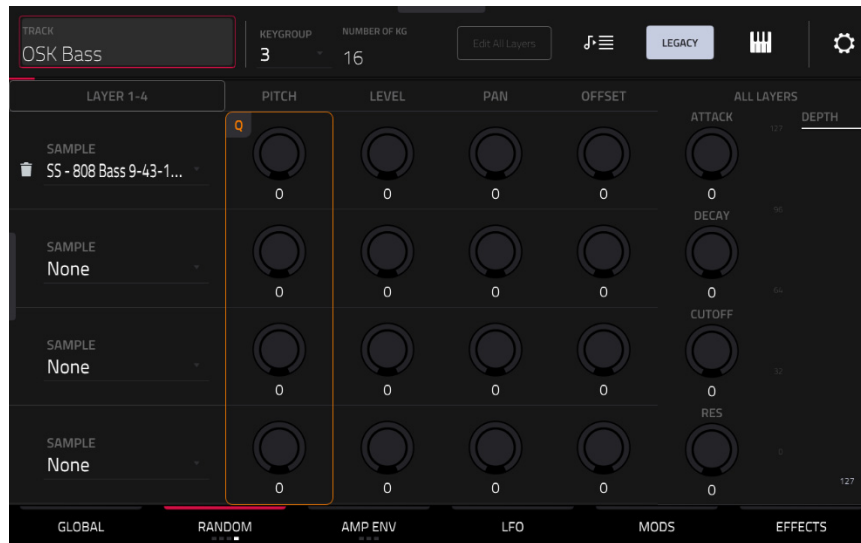 TRACK
OSK Bass
KEYGROUP
3
NUMBER OF KG
16
Edit All Layers
LEGACY
LAYER 1-4 PITCH LEVEL PAN OFFSET ALL LAYERS
Q
ATTACK 127 DEPTH
SAMPLE
SS - 808 Bass 9-43-1...
0 0 0 0 0
DECAY 96
SAMPLE
None
0 0 0 0 0 64
CUTOFF
SAMPLE
None 32
0 0 0 0 0
RES
SAMPLE
None 0
0 0 0 0 0 127
GLOBAL RANDOM AMP ENV LFO MODS EFFECTS